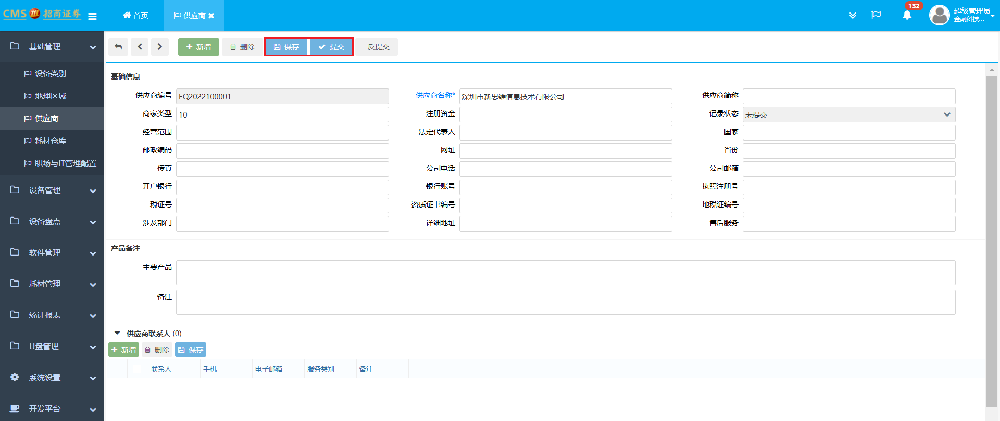 CMS 招商证券
首页
供应商
132
超级管理员
金融科技...
基础管理
设备类别
地理区域
供应商
耗材仓库
职场与IT管理配置
设备管理
设备盘点
软件管理
耗材管理
统计报表
U盘管理
系统设置
开发平台
新增 删除 保存 提交 反提交
基础信息
供应商编号 EQ2022100001 供应商名称* 深圳市新思维信息技术有限公司 供应商简称
商家类型 10 注册资金 记录状态 未提交
经营范围 法定代表人 国家
邮政编码 网址 省份
传真 公司电话 公司邮箱
开户银行 银行账号 执照注册号
税证号 资质证书编号 地税证编号
涉及部门 详细地址 售后服务
产品备注
主要产品
备注
供应商联系人 (0)
新增 删除 保存
联系人 手机 电子邮箱 服务类别 备注